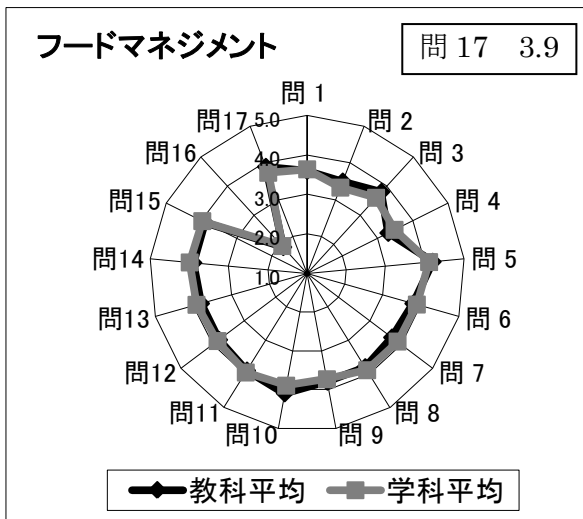 フードマネジメント
問 17 3.9
問 1
問 2
問 3
問 4
問 5
問 6
問 7
問 8
問 9
問10
問11
問12
問13
問14
問15
問16
問17
5.0
4.0
3.0
2.0
1.0
教科平均
学科平均